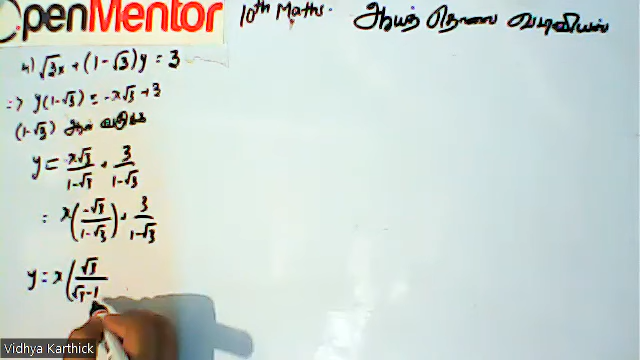 OpenMentor
10th Maths. ஆயத் தொலை வடிவியல்
√3x + (1-√3)y = 3
=> y(1-√3) = -x√3 + 3
(1-√3) ஆல் வகுக்க
y = x√3/1-√3 + 3/1-√3
= x(-√3/1-√3) + 3/1-√3
y = x(√3/√3-1
Vidhya Karthick